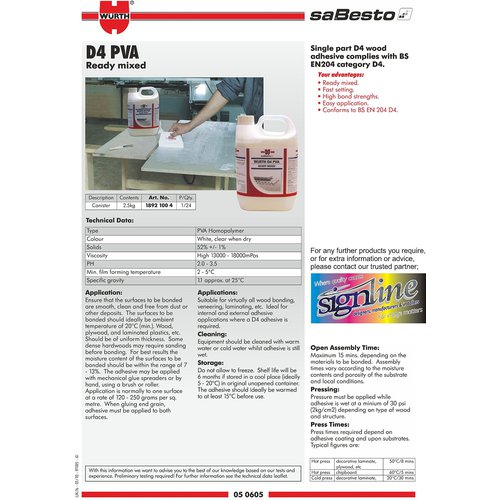 WÜRTH
saBesto
D4 PVA
Ready mixed
Single part D4 wood
adhesive complies with BS
EN204 category D4.
Your advantages:
• Ready mixed.
• Fast setting.
• High bond strengths.
• Easy application.
• Conforms to BS EN 204 D4.
WÜRTH
WURTH D4 PVA
READY MIXED
Description Contents Art. No. P/Qty.
Canister 2.5kg 1892 100 4 1/24
Technical Data:
Type PVA Homopolymer
Colour White, clear when dry
Solids 52% +/- 1%
Viscosity High 13000 - 18000mPas
PH 2.0 - 3.5
Min. film forming temperature 2 - 5°C
Specific gravity 1.1 approx. at 25°C
Application:
Ensure that the surfaces to be bonded
are smooth, clean and free from dust or
other deposits. The surfaces to be
bonded should ideally be ambient
temperature of 20°C (min.). Wood,
plywood, and laminated plastics, etc.
Should be of uniform thickness. Some
dense hardwoods may require sanding
before bonding. For best results the
moisture content of the surfaces to be
bonded should be within the range of 7
- 13%. The adhesive may be applied
with mechanical glue spreaders or by
hand, using a brush or roller.
Application is normally to one surface
at a rate of 120 - 250 grams per sq.
metre. When gluing end grain,
adhesive must be applied to both
surfaces.
Applications:
Suitable for virtually all wood bonding,
veneering, laminating, etc. Ideal for
internal and external adhesive
applications where a D4 adhesive is
required.
Cleaning:
Equipment should be cleaned with warm
water or cold water whilst adhesive is still
wet.
Storage:
Do not allow to freeze. Shelf life will be
6 months if stored in a cool place (ideally
5 - 20°C) in original unopened container.
The adhesive should ideally be warmed
to at least 15°C before use.
For any further products you require,
or for extra information or advice,
please contact our trusted partner;
When quality counts
signline
Open Assembly Time:
Maximum 15 mins. depending on the
materials to be bonded. Assembly
times vary according to the moisture
contents and porosity of the substrate
and local conditions.
Pressing:
Pressure must be applied whilst
adhesive is wet at a minium of 30 psi
(2kg/cm2) depending on type of wood
and structure.
Press Times:
Press times required depend on
adhesive coating and upon substrates.
Typical figures are:
Hot press decorative laminate, plywood, etc 50°C/8 mins
Hot press chipboard 60°C/5 mins
Cold press decorative laminate, 20°C/30 mins
With this information we want to advise you to the best of our knowledge based on our tests and
experience. Preliminary testing required! For further information see the technical data leaflet.
05 0605